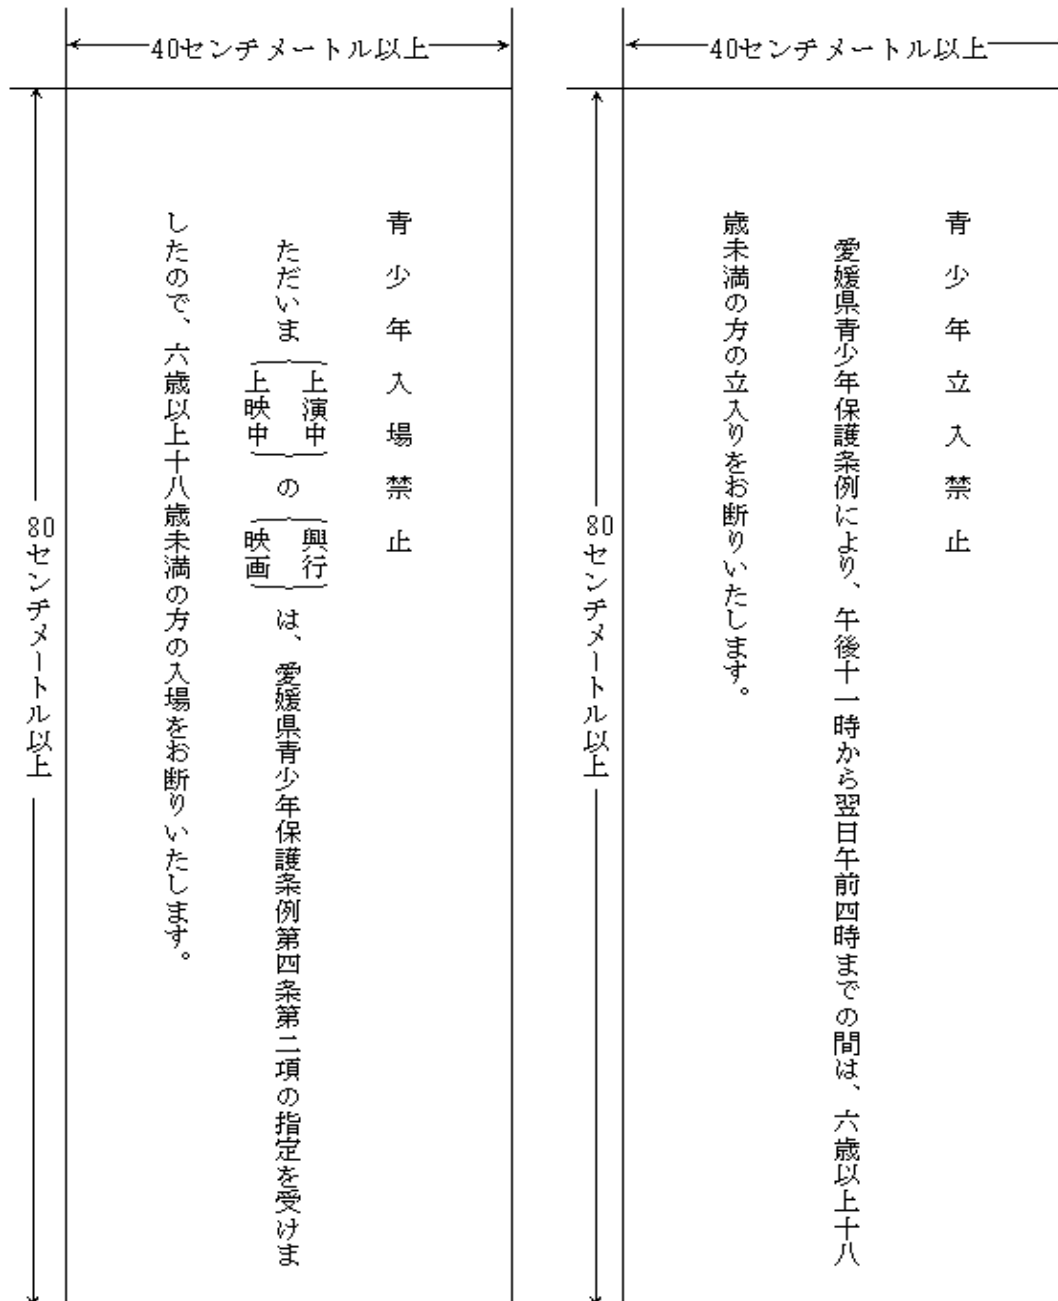 40センチメートル以上
80センチメートル以上
青少年入場禁止
ただいま{上演中 上映中}の{興行 映画}は、愛媛県青少年保護条例第四条第二項の指定を受けま
したので、六歳以上十八歳未満の方の入場をお断りいたします。
40センチメートル以上
80センチメートル以上
青少年立入禁止
愛媛県青少年保護条例により、午後十一時から翌日午前四時までの間は、六歳以上十八
歳未満の方の立入りをお断りいたします。